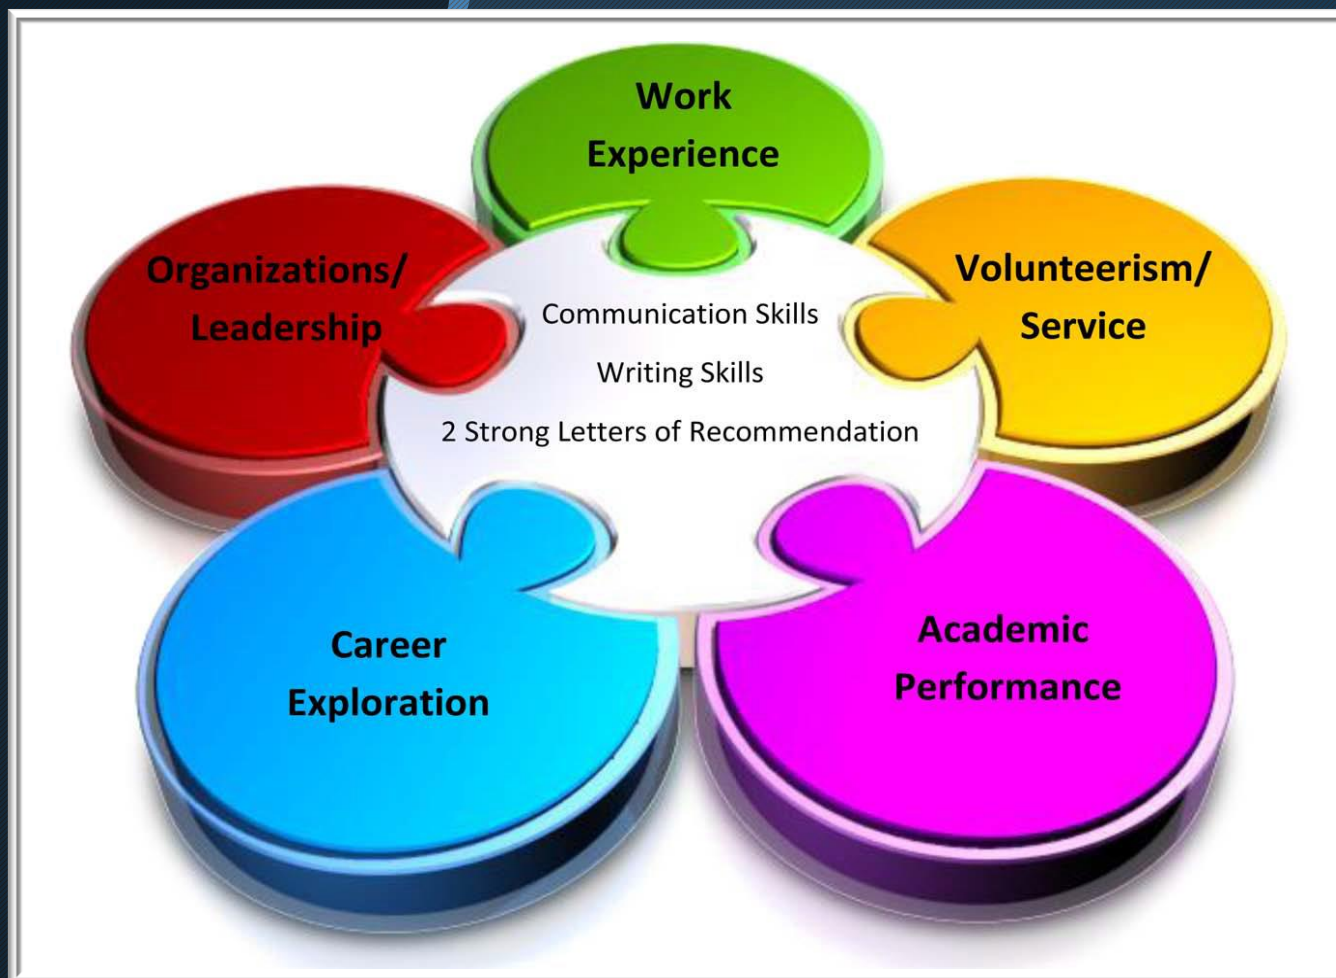 Work
Experience
Organizations/
Leadership
Volunteerism/
Service
Communication Skills
Writing Skills
2 Strong Letters of Recommendation
Career
Exploration
Academic
Performance